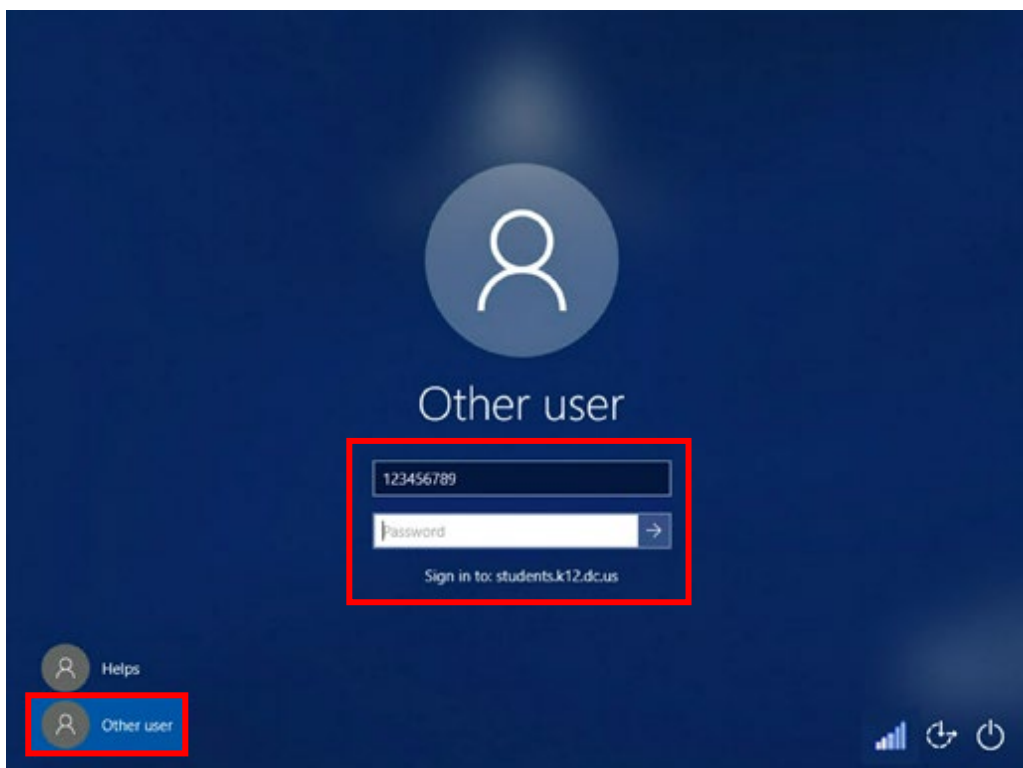 Other user
123456789
Password
Sign in to: students.k12.dc.us
Helps
Other user